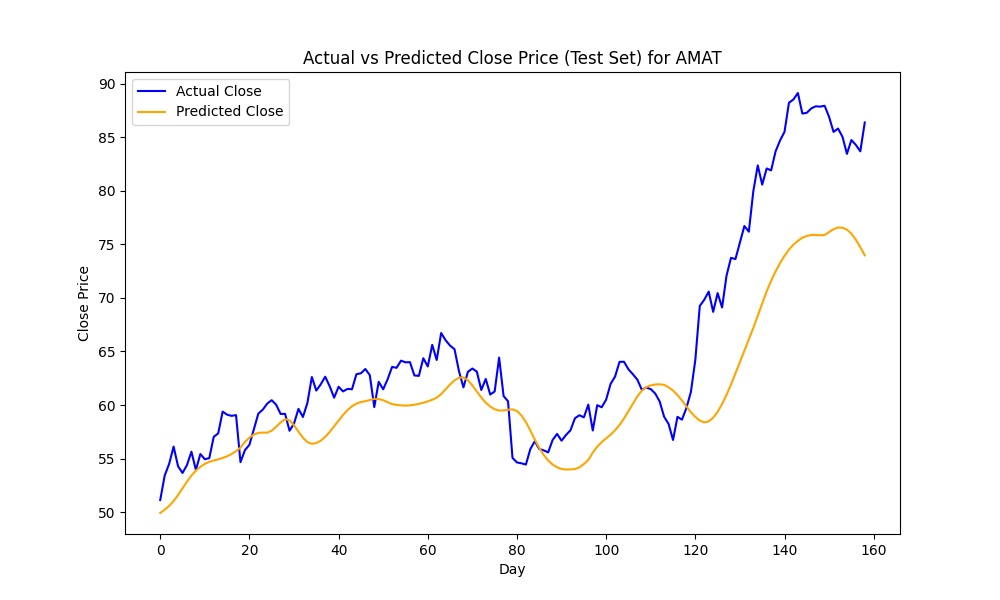 Actual vs Predicted Close Price (Test Set) for AMAT
Actual Close
Predicted Close
90
85
80
75
70
65
60
55
50
Close Price
0 20 40 60 80 100 120 140 160
Day